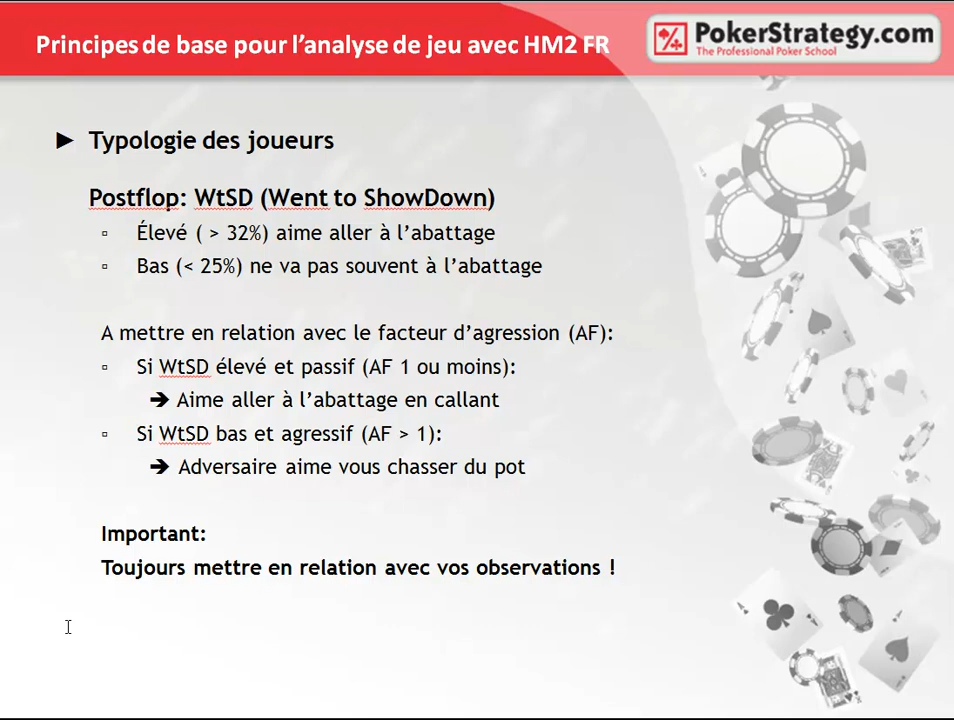 Principes de base pour l'analyse de jeu avec HM2 FR
PokerStrategy.com
The Professional Poker School
► Typologie des joueurs
Postflop: WtSD (Went to ShowDown)
▫ Élevé ( > 32%) aime aller à l'abattage
▫ Bas (< 25%) ne va pas souvent à l'abattage
A mettre en relation avec le facteur d'agression (AF):
▫ Si WtSD élevé et passif (AF 1 ou moins):
➔ Aime aller à l'abattage en callant
▫ Si WtSD bas et agressif (AF > 1):
➔ Adversaire aime vous chasser du pot
Important:
Toujours mettre en relation avec vos observations !